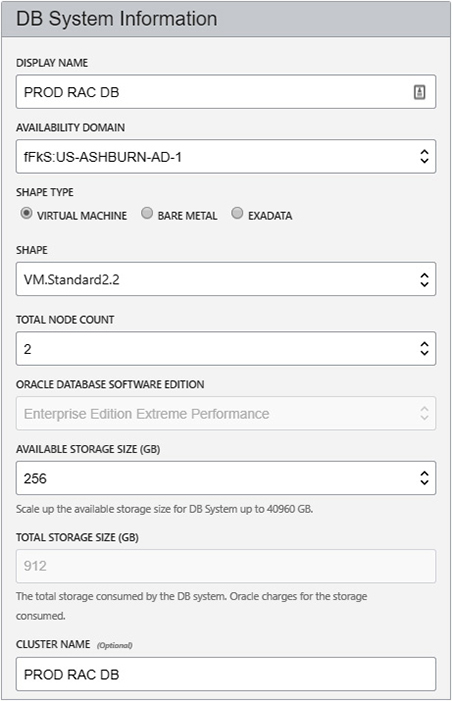 DB System Information
DISPLAY NAME
PROD RAC DB
AVAILABILITY DOMAIN
fFkS:US-ASHBURN-AD-1
SHAPE TYPE
VIRTUAL MACHINE BARE METAL EXADATA
SHAPE
VM.Standard2.2
TOTAL NODE COUNT
2
ORACLE DATABASE SOFTWARE EDITION
Enterprise Edition Extreme Performance
AVAILABLE STORAGE SIZE (GB)
256
Scale up the available storage size for DB System up to 40960 GB.
TOTAL STORAGE SIZE (GB)
912
The total storage consumed by the DB system. Oracle charges for the storage
consumed.
CLUSTER NAME (Optional)
PROD RAC DB